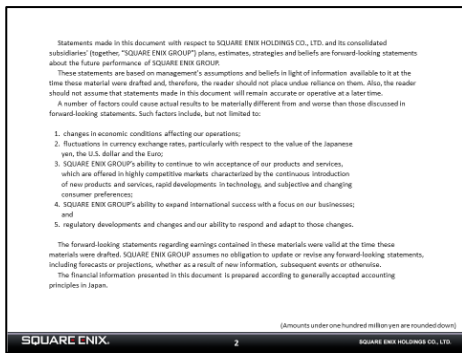 Statements made in this document with respect to SQUARE ENIX HOLDINGS CO., LTD. and its consolidated
subsidiaries' (together, "SQUARE ENIX GROUP") plans, estimates, strategies and beliefs are forward-looking statements
about the future performance of SQUARE ENIX GROUP.
These statements are based on management's assumptions and beliefs in light of information available to it at the
time these material were drafted and, therefore, the reader should not place undue reliance on them. Also, the reader
should not assume that statements made in this document will remain accurate or operative at a later time.
A number of factors could cause actual results to be materially different from and worse than those discussed in
forward-looking statements. Such factors include, but not limited to:
1. changes in economic conditions affecting our operations;
2. fluctuations in currency exchange rates, particularly with respect to the value of the Japanese
yen, the U.S. dollar and the Euro;
3. SQUARE ENIX GROUP's ability to continue to win acceptance of our products and services,
which are offered in highly competitive markets characterized by the continuous introduction
of new products and services, rapid developments in technology, and subjective and changing
consumer preferences;
4. SQUARE ENIX GROUP's ability to expand international success with a focus on our businesses;
and
5. regulatory developments and changes and our ability to respond and adapt to those changes.
The forward-looking statements regarding earnings contained in these materials were valid at the time these
materials were drafted. SQUARE ENIX GROUP assumes no obligation to update or revise any forward-looking statements,
including forecasts or projections, whether as a result of new information, subsequent events or otherwise.
The financial information presented in this document is prepared according to generally accepted accounting
principles in Japan.
(Amounts under one hundred million yen are rounded down)
SQUARE ENIX.
2
SQUARE ENIX HOLDINGS CO., LTD.